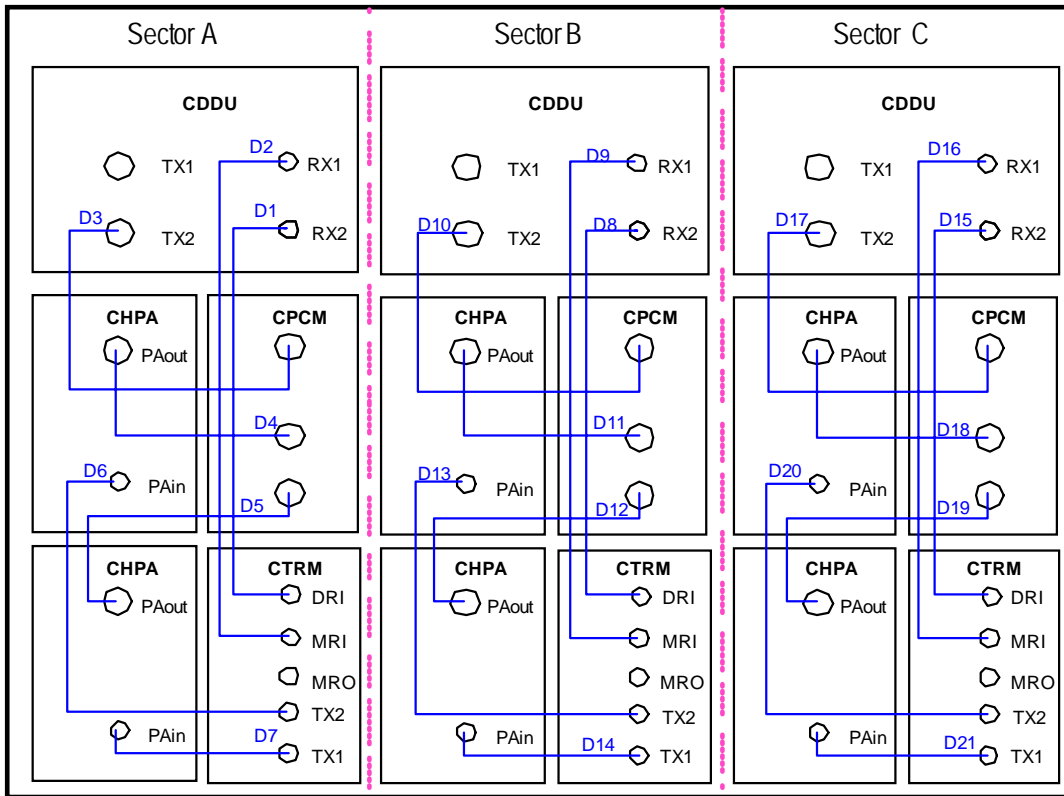 Sector A
CDDU
D2
TX1
RX1
D3
D1
TX2
RX2
CHPA
CPCM
PAout
D4
D6
PAin
D5
CHPA
CTRM
PAout
DRI
MRI
MRO
TX2
PAin
D7
TX1
Sector B
CDDU
D9
TX1
RX1
D10
D8
TX2
RX2
CHPA
CPCM
PAout
D11
D13
PAin
D12
CHPA
CTRM
PAout
DRI
MRI
MRO
TX2
PAin
D14
TX1
Sector C
CDDU
D16
TX1
RX1
D17
D15
TX2
RX2
CHPA
CPCM
PAout
D18
D20
PAin
D19
CHPA
CTRM
PAout
DRI
MRI
MRO
TX2
PAin
D21
TX1